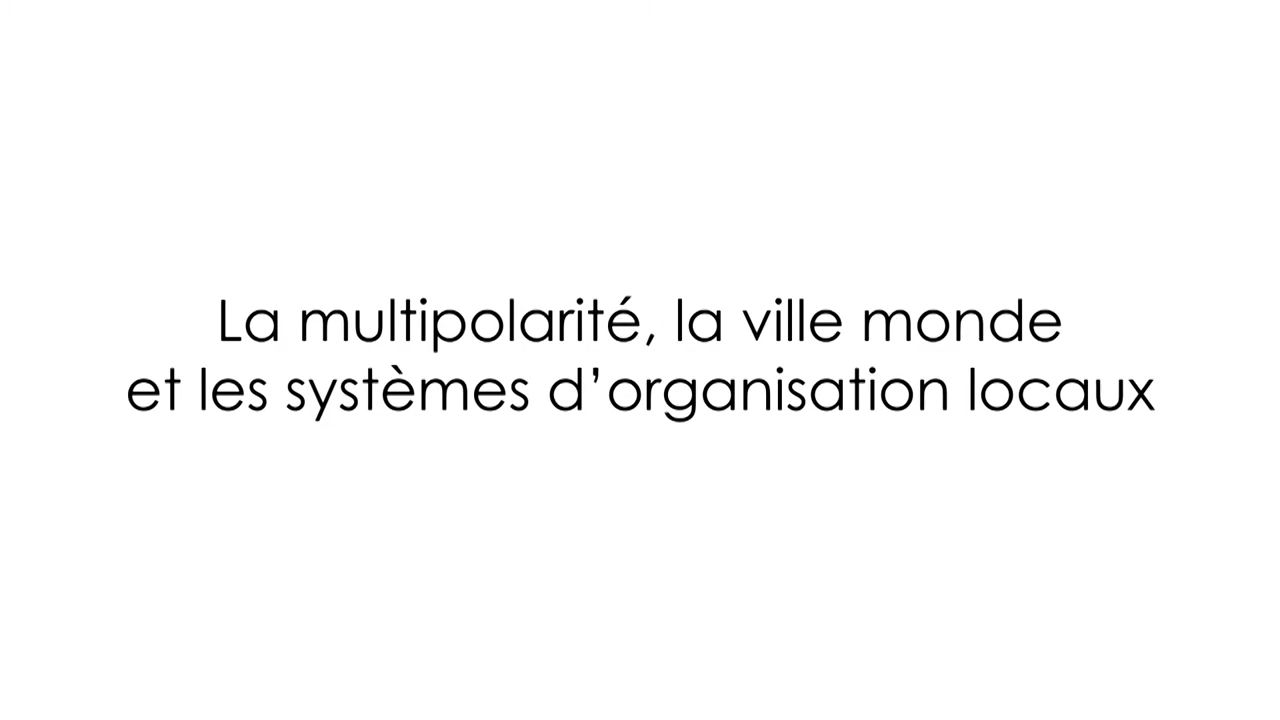 La multipolarité, la ville monde
et les systèmes d’organisation locaux